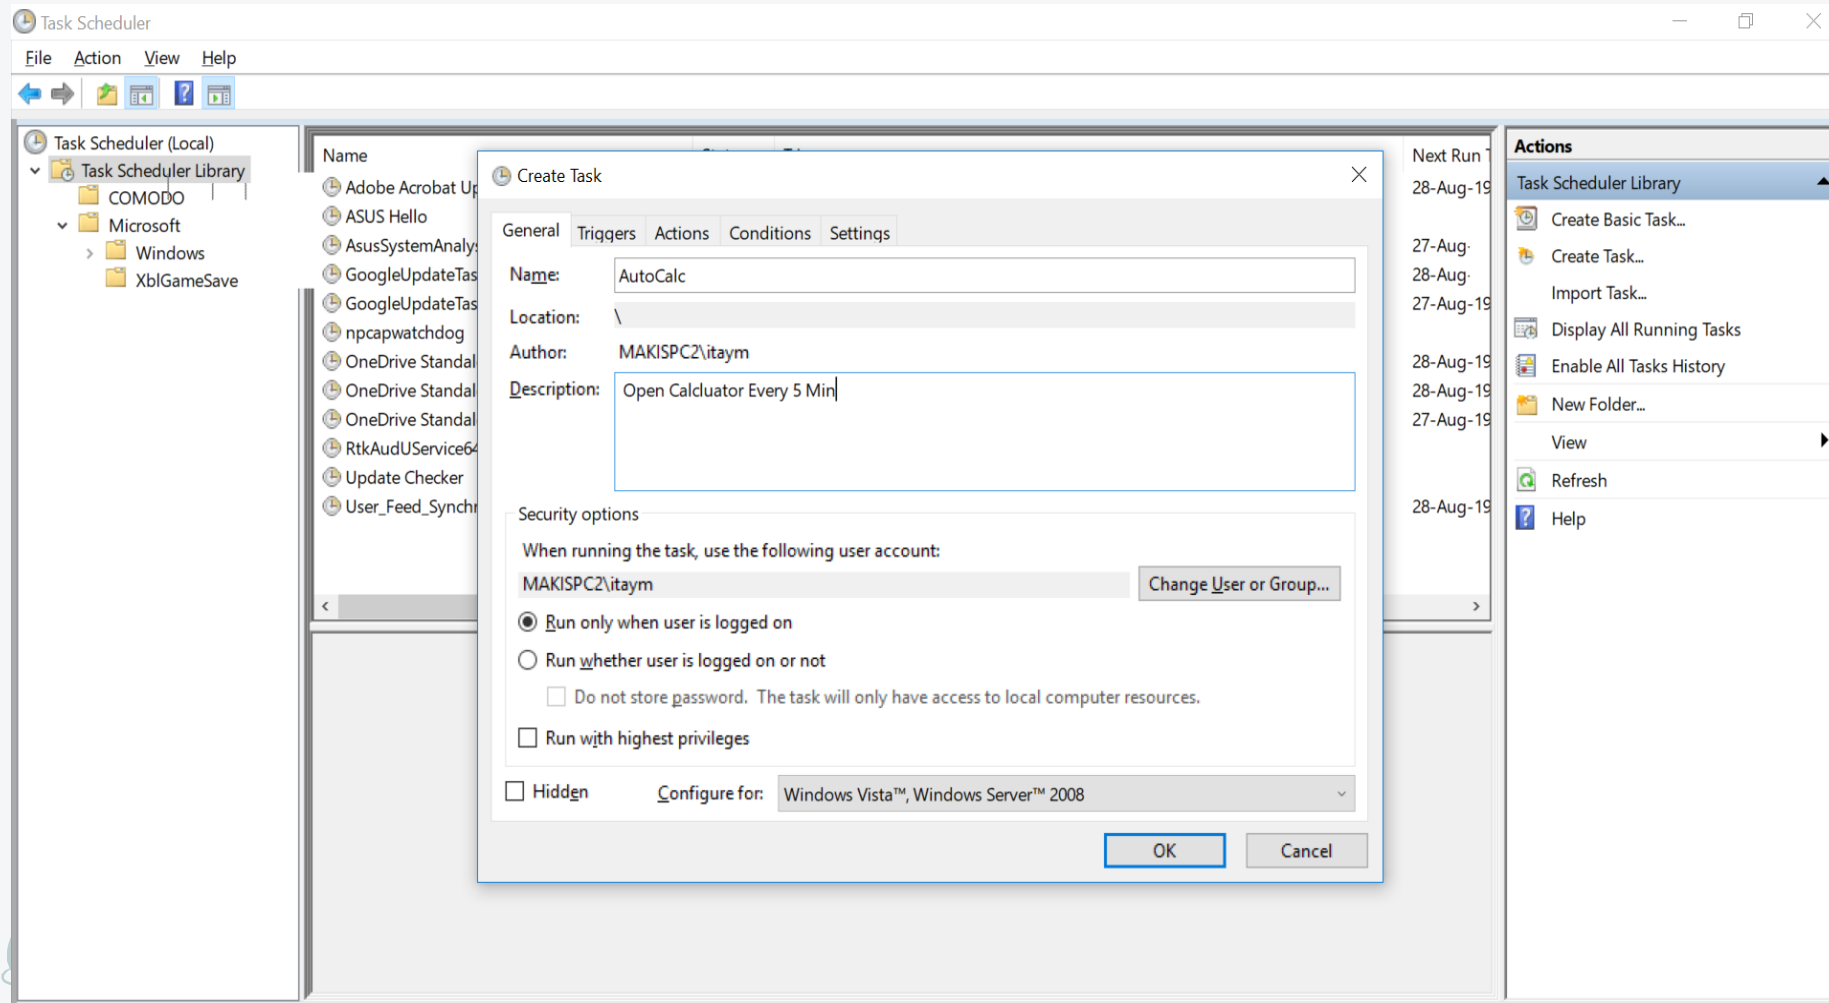 Task Scheduler
File Action View Help
Task Scheduler (Local)
Task Scheduler Library
COMODO
Microsoft
Windows
XblGameSave
Name
Next Run
Adobe Acrobat Up
28-Aug-19
ASUS Hello
AsusSystemAnalys
27-Aug-
GoogleUpdateTas
28-Aug-
GoogleUpdateTas
27-Aug-19
npcapwatchdog
OneDrive Standal
28-Aug-19
OneDrive Standal
28-Aug-19
OneDrive Standal
27-Aug-19
RtkAudUService64
Update Checker
User_Feed_Synchr
28-Aug-19
Create Task
General Triggers Actions Conditions Settings
Name: AutoCalc
Location: \
Author: MAKISPC2\itaym
Description: Open Calcluator Every 5 Min
Security options
When running the task, use the following user account:
MAKISPC2\itaym Change User or Group...
Run only when user is logged on
Run whether user is logged on or not
Do not store password. The task will only have access to local computer resources.
Run with highest privileges
Hidden Configure for: Windows Vista™, Windows Server™ 2008
OK Cancel
Actions
Task Scheduler Library
Create Basic Task...
Create Task...
Import Task...
Display All Running Tasks
Enable All Tasks History
New Folder...
View
Refresh
Help